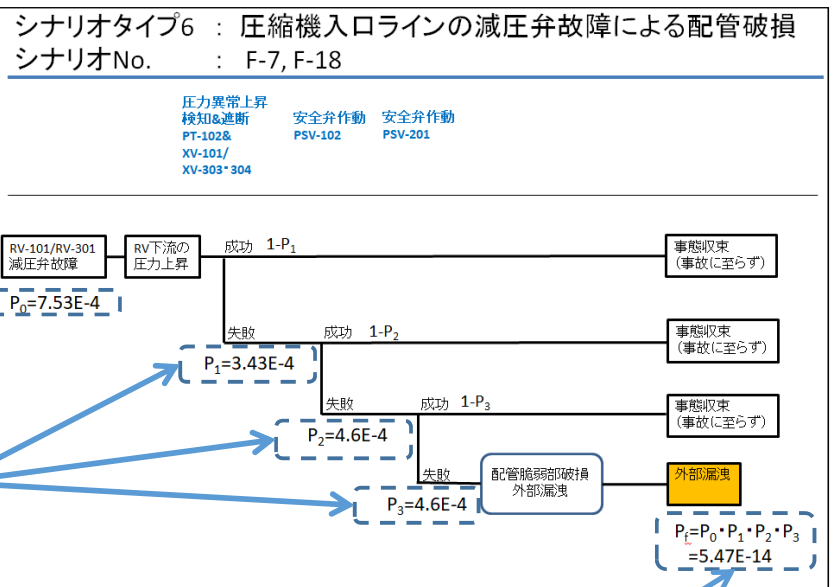 シナリオタイプ6 : 圧縮機入口ラインの減圧弁故障による配管破損
シナリオNo. : F-7, F-18
圧力異常上昇
検知&遮断
PT-102&
XV-101/
XV-303・304
安全弁作動
PSV-102
安全弁作動
PSV-201
RV-101/RV-301
減圧弁故障
RV下流の
圧力上昇
成功 1-P₁
事態収束
(事故に至らず)
P₀=7.53E-4
失敗
P₁=3.43E-4
成功 1-P₂
事態収束
(事故に至らず)
失敗
P₂=4.6E-4
成功 1-P₃
事態収束
(事故に至らず)
失敗
P₃=4.6E-4
配管脆弱部破損
外部漏洩
外部漏洩
Pf=P₀・P₁・P₂・P₃
=5.47E-14